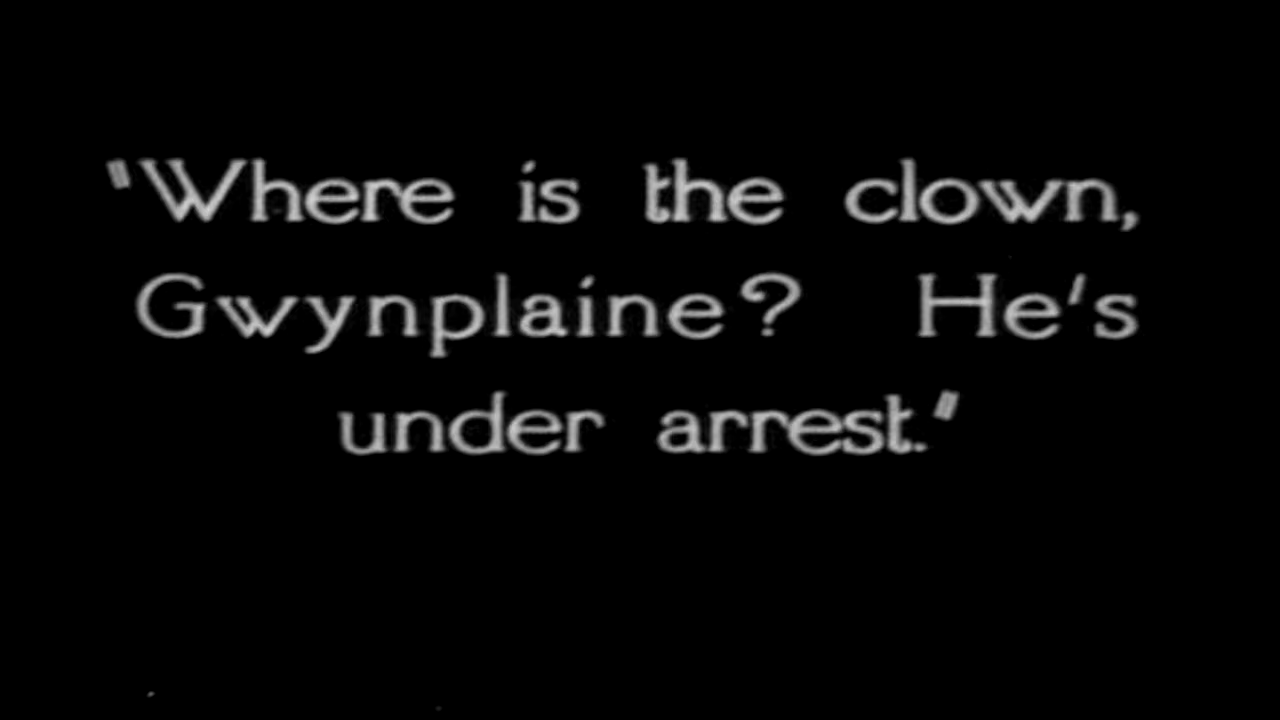 "Where is the clown,
Gwynplaine? He's
under arrest."